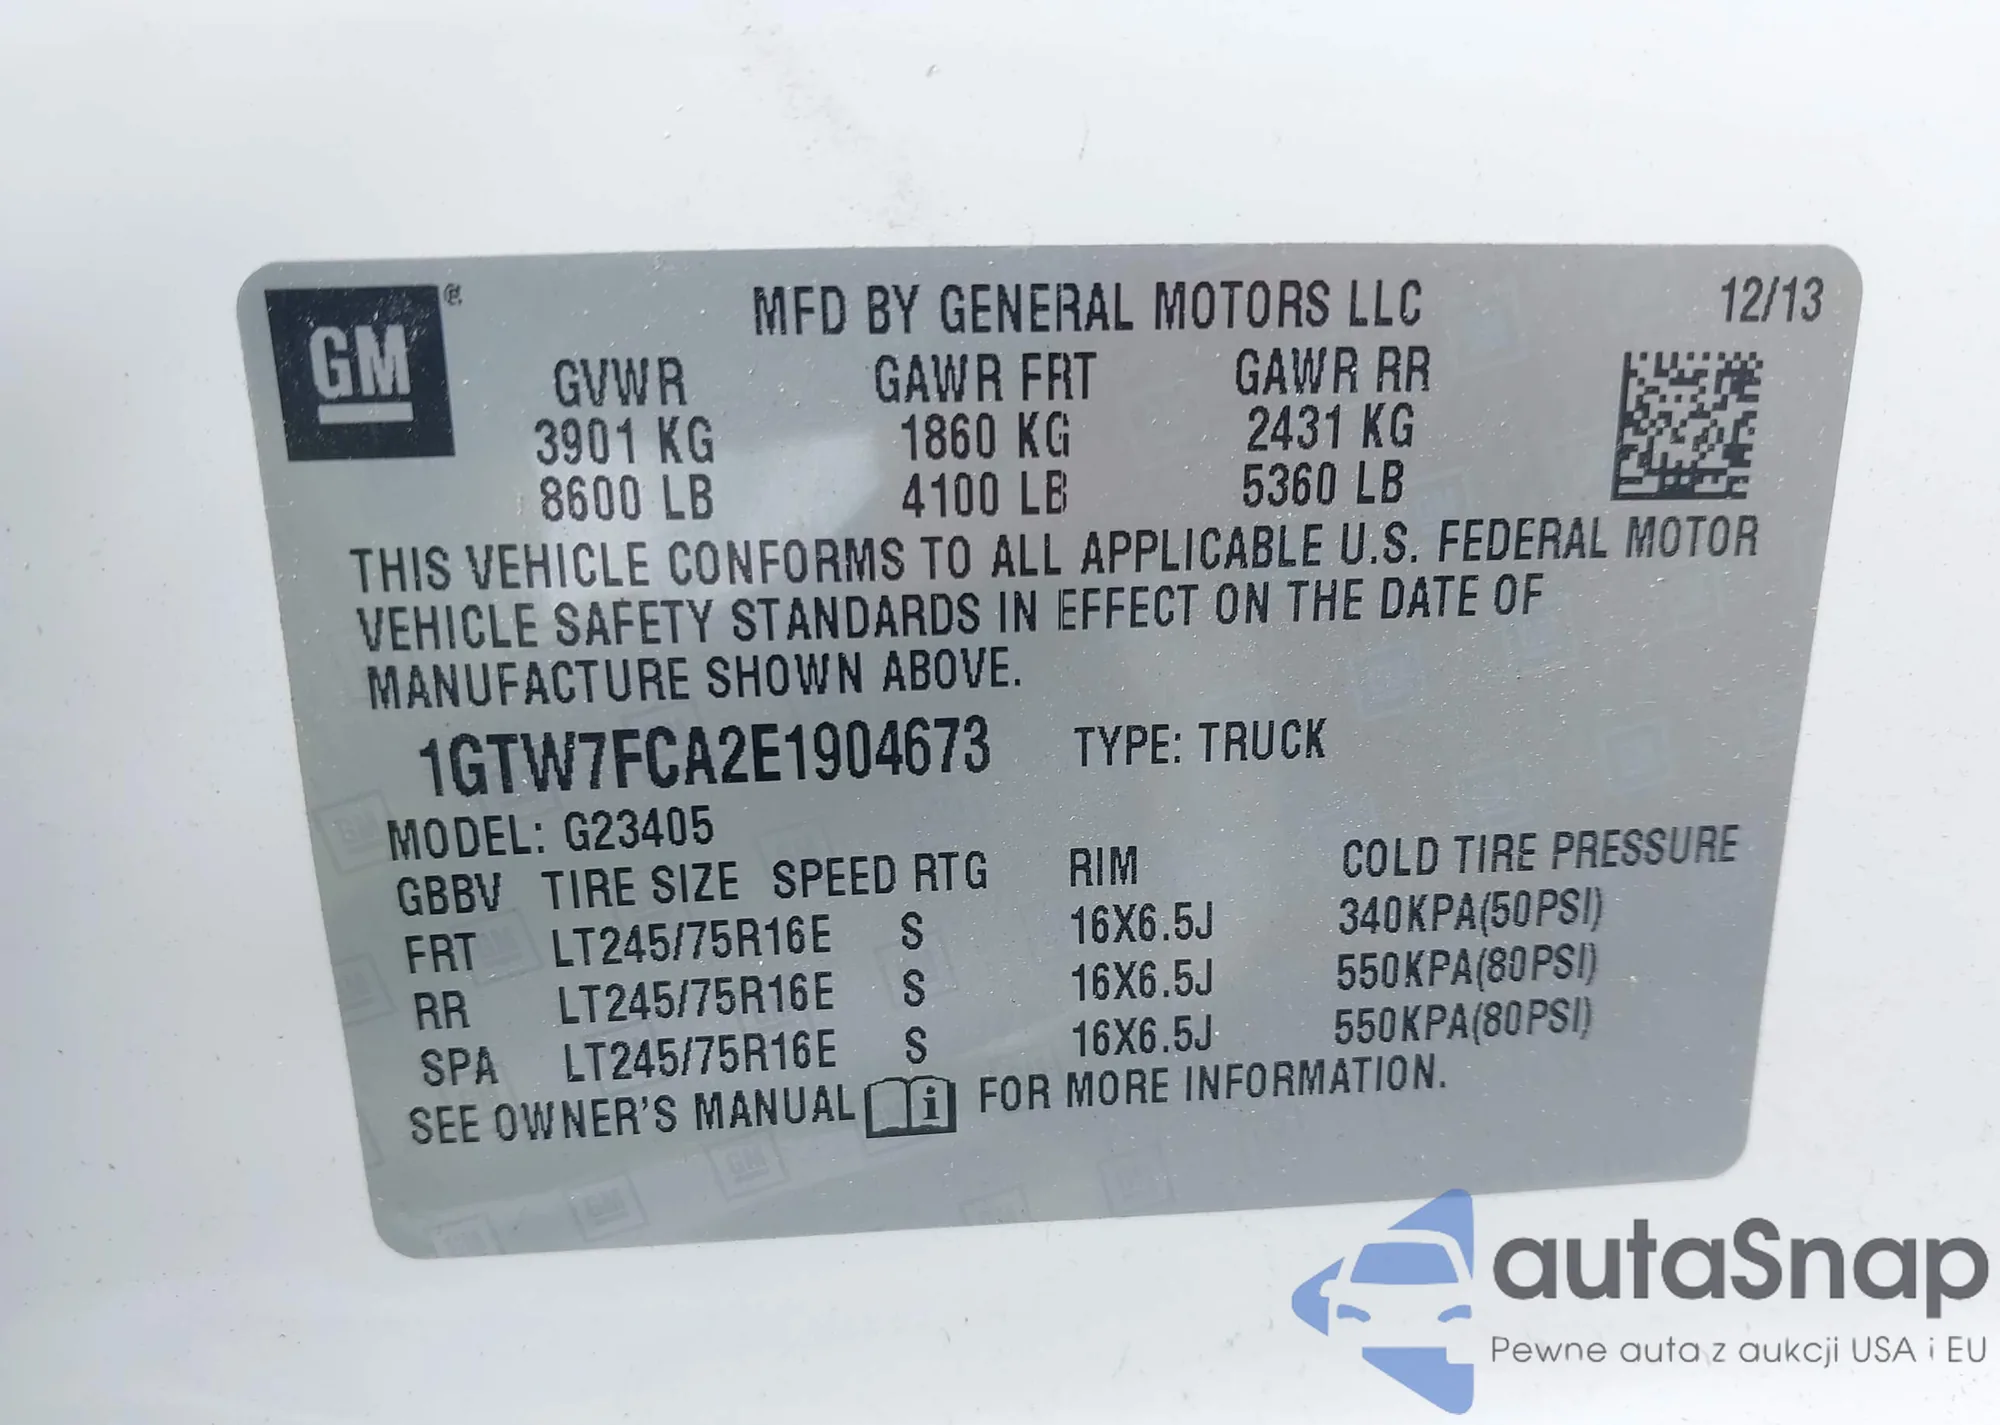 GM
MFD BY GENERAL MOTORS LLC 12/13
GVWR GAWR FRT GAWR RR
3901 KG 1860 KG 2431 KG
8600 LB 4100 LB 5360 LB
THIS VEHICLE CONFORMS TO ALL APPLICABLE U.S. FEDERAL MOTOR
VEHICLE SAFETY STANDARDS IN EFFECT ON THE DATE OF
MANUFACTURE SHOWN ABOVE.
1GTW7FCA2E1904673 TYPE: TRUCK
MODEL: G23405
GBBV TIRE SIZE SPEED RTG RIM COLD TIRE PRESSURE
FRT LT245/75R16E S 16X6.5J 340KPA(50PSI)
RR LT245/75R16E S 16X6.5J 550KPA(80PSI)
SPA LT245/75R16E S 16X6.5J 550KPA(80PSI)
SEE OWNER'S MANUAL i FOR MORE INFORMATION.
autaSnap
Pewne auta z aukcji USA i EU